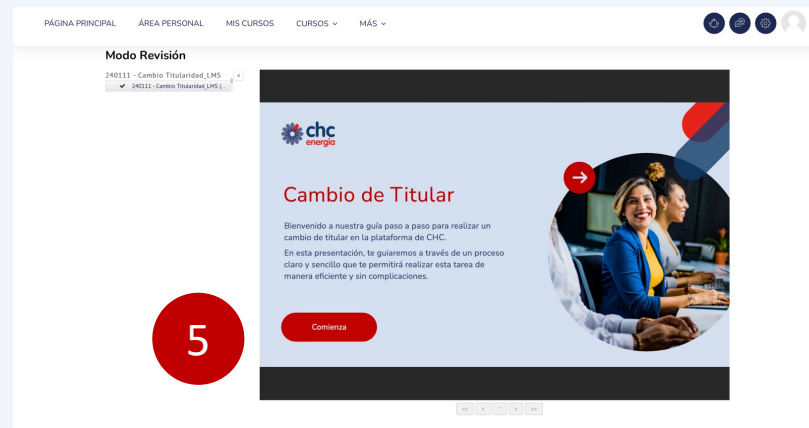 PÁGINA PRINCIPAL ÁREA PERSONAL MIS CURSOS CURSOS MÁS
Modo Revisión
240111 - Cambio Titularidad_LMS <
240111 - Cambio Titularidad_LMS (...
chc
energía
Cambio de Titular
Bienvenido a nuestra guía paso a paso para realizar un
cambio de titular en la plataforma de CHC.
En esta presentación, te guiaremos a través de un proceso
claro y sencillo que te permitirá realizar esta tarea de
manera eficiente y sin complicaciones.
Comienza
5
<< < ^ > >>